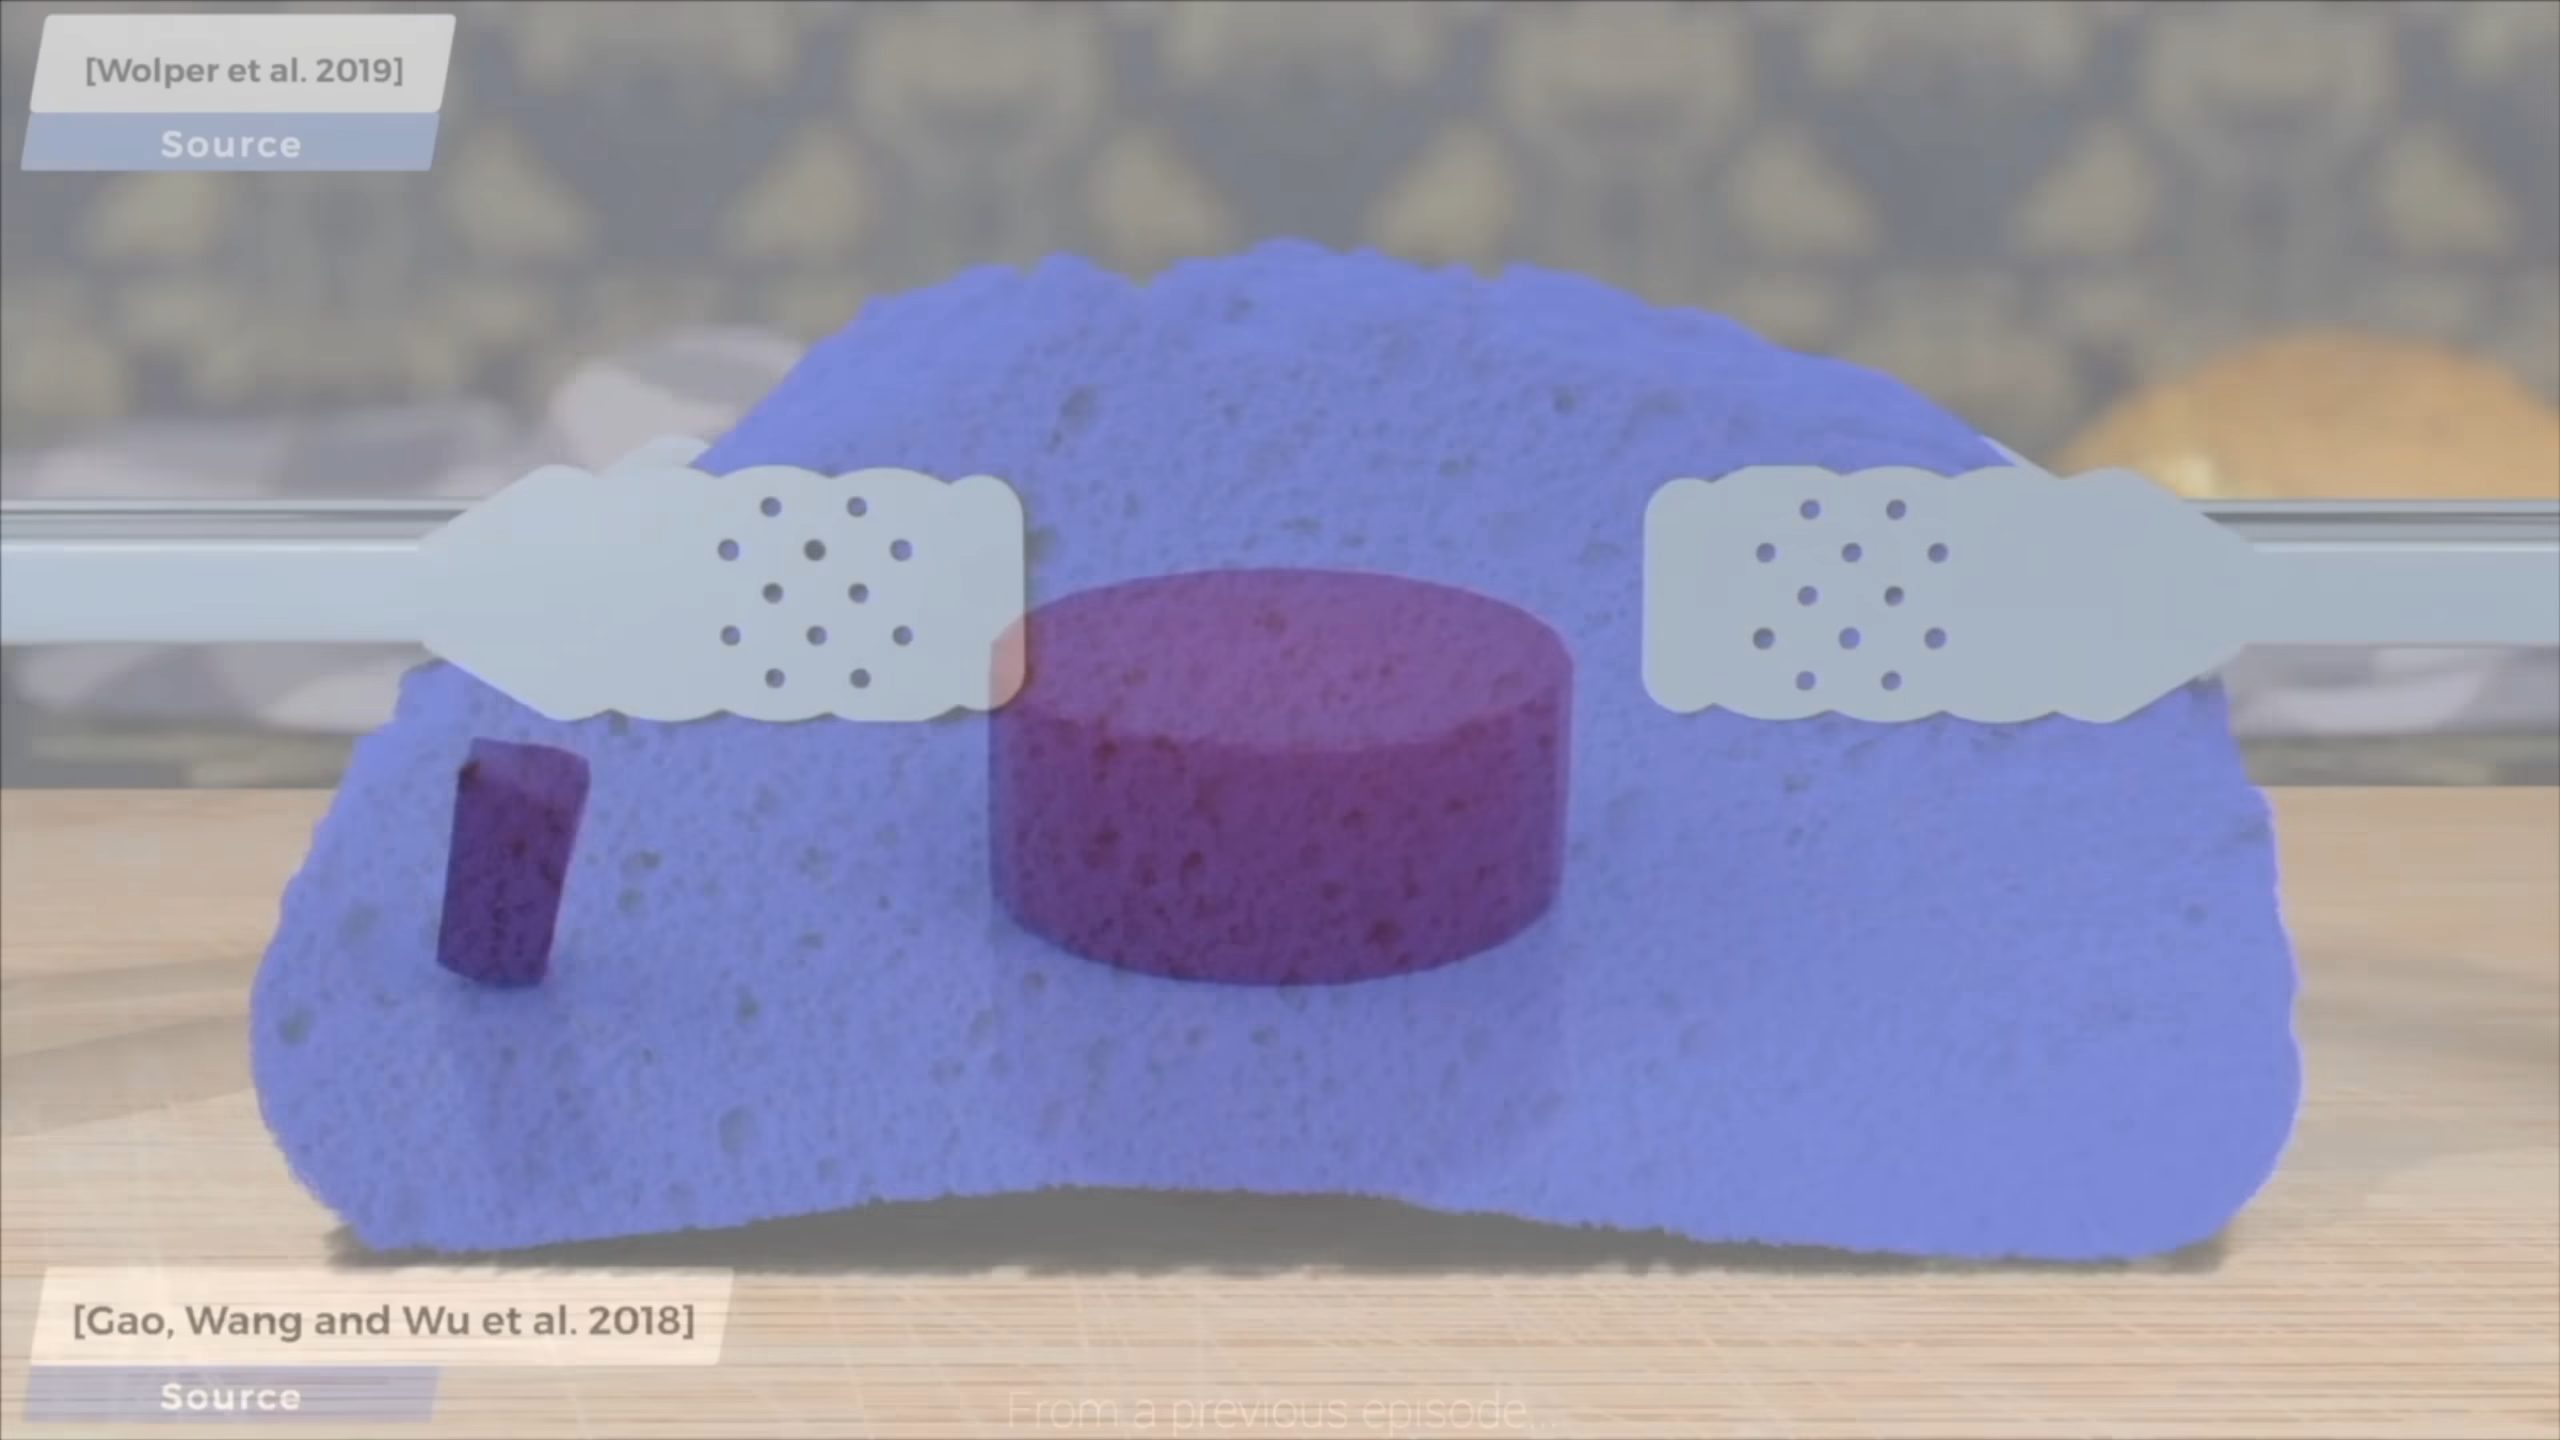 [Wolper et al. 2019]
Source
[Gao, Wang and Wu et al. 2018]
Source
From a previous episode...